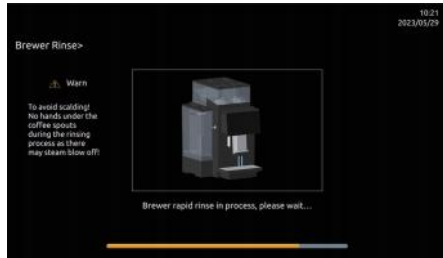 10:21
2023/05/29
Brewer Rinse>
Warn
To avoid scalding!
No hands under the
coffee spouts
during the rinsing
process as there
may steam blow off!
Brewer rapid rinse in process, please wait....